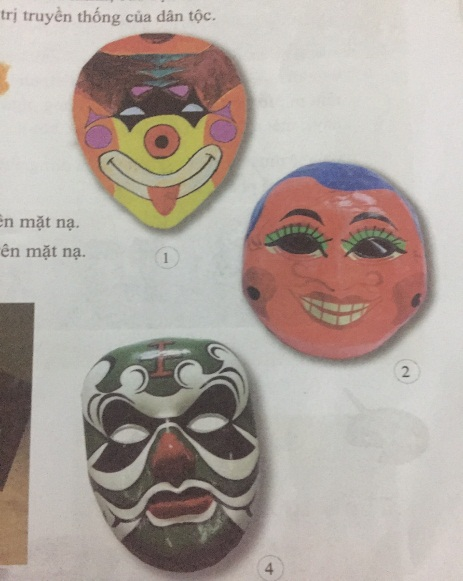 trị truyền thống của dân tộc.
1
ên mặt nạ.
ên mặt nạ.
2
4